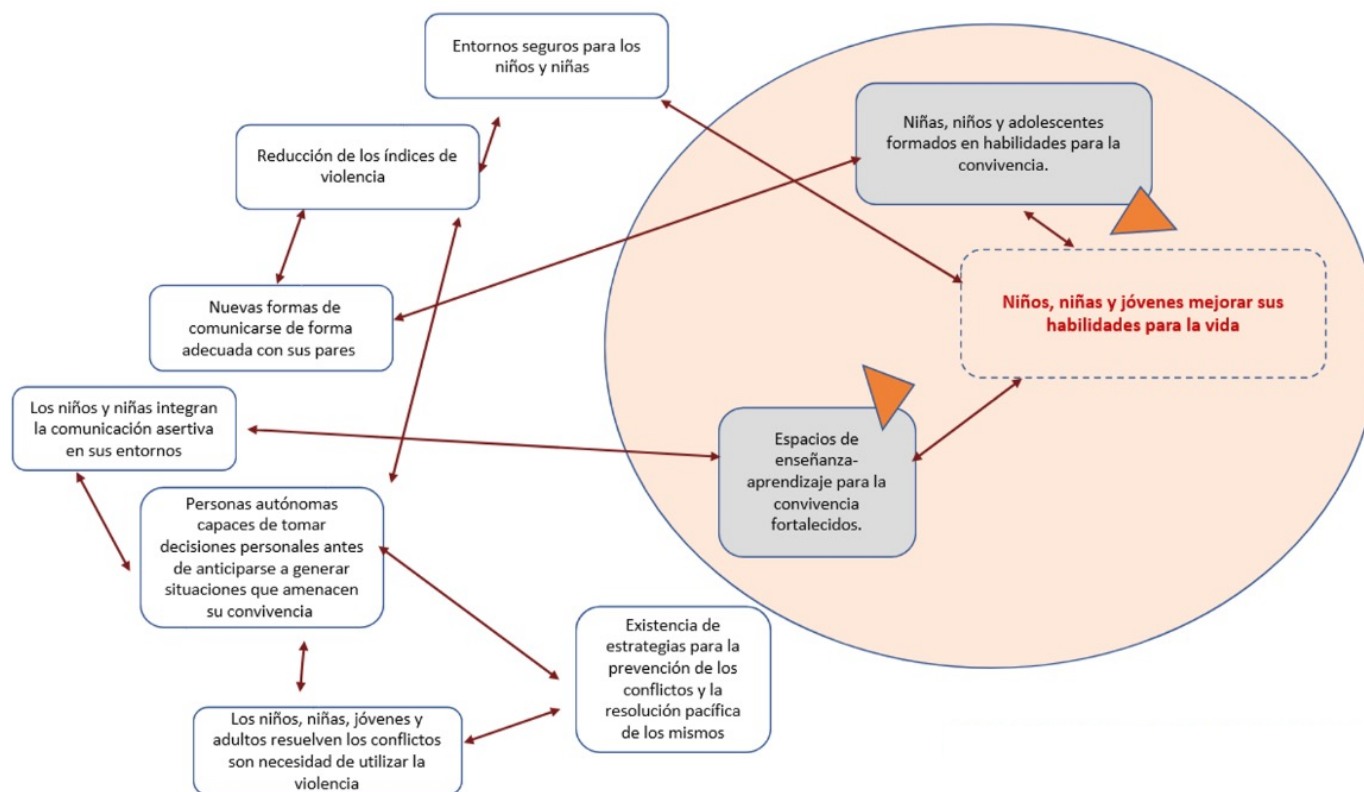 Entornos seguros para los
niños y niñas
Niñas, niños y adolescentes
formados en habilidades para la
convivencia.
Reducción de los índices de
violencia
Niños, niñas y jóvenes mejorar sus
habilidades para la vida
Nuevas formas de
comunicarse de forma
adecuada con sus pares
Los niños y niñas integran
la comunicación asertiva
en sus entornos
Espacios de
enseñanza-
aprendizaje para la
convivencia
fortalecidos.
Personas autónomas
capaces de tomar
decisiones personales antes
de anticiparse a generar
situaciones que amenacen
su convivencia
Existencia de
estrategias para la
prevención de los
conflictos y la
resolución pacífica
de los mismos
Los niños, niñas, jóvenes y
adultos resuelven los conflictos
son necesidad de utilizar la
violencia